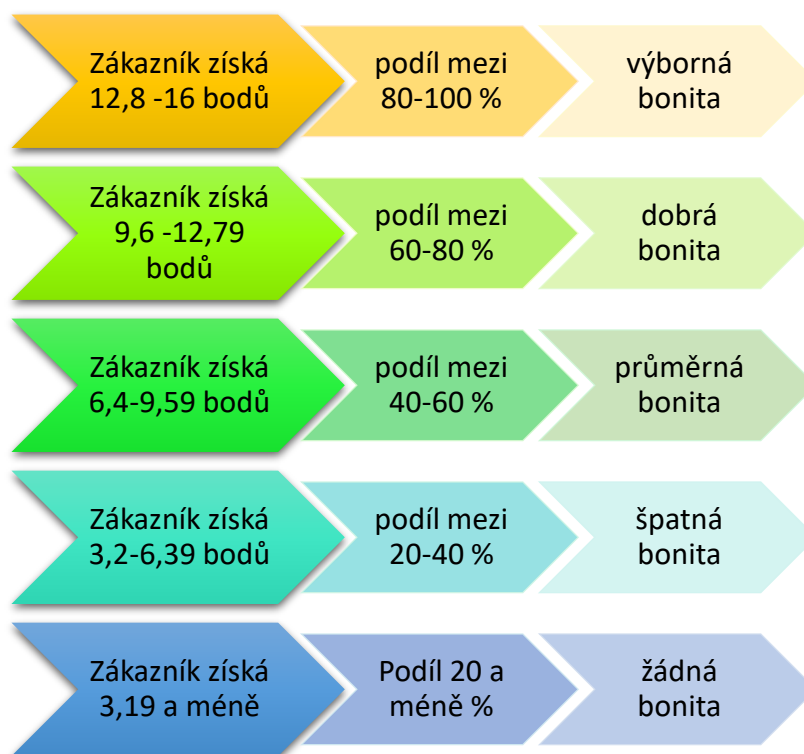 Zákazník získá
12,8 -16 bodů
podíl mezi
80-100 %
výborná
bonita
Zákazník získá
9,6 -12,79
bodů
podíl mezi
60-80 %
dobrá
bonita
Zákazník získá
6,4-9,59 bodů
podíl mezi
40-60 %
průměrná
bonita
Zákazník získá
3,2-6,39 bodů
podíl mezi
20-40 %
špatná
bonita
Zákazník získá
3,19 a méně
Podíl 20 a
méně %
žádná
bonita